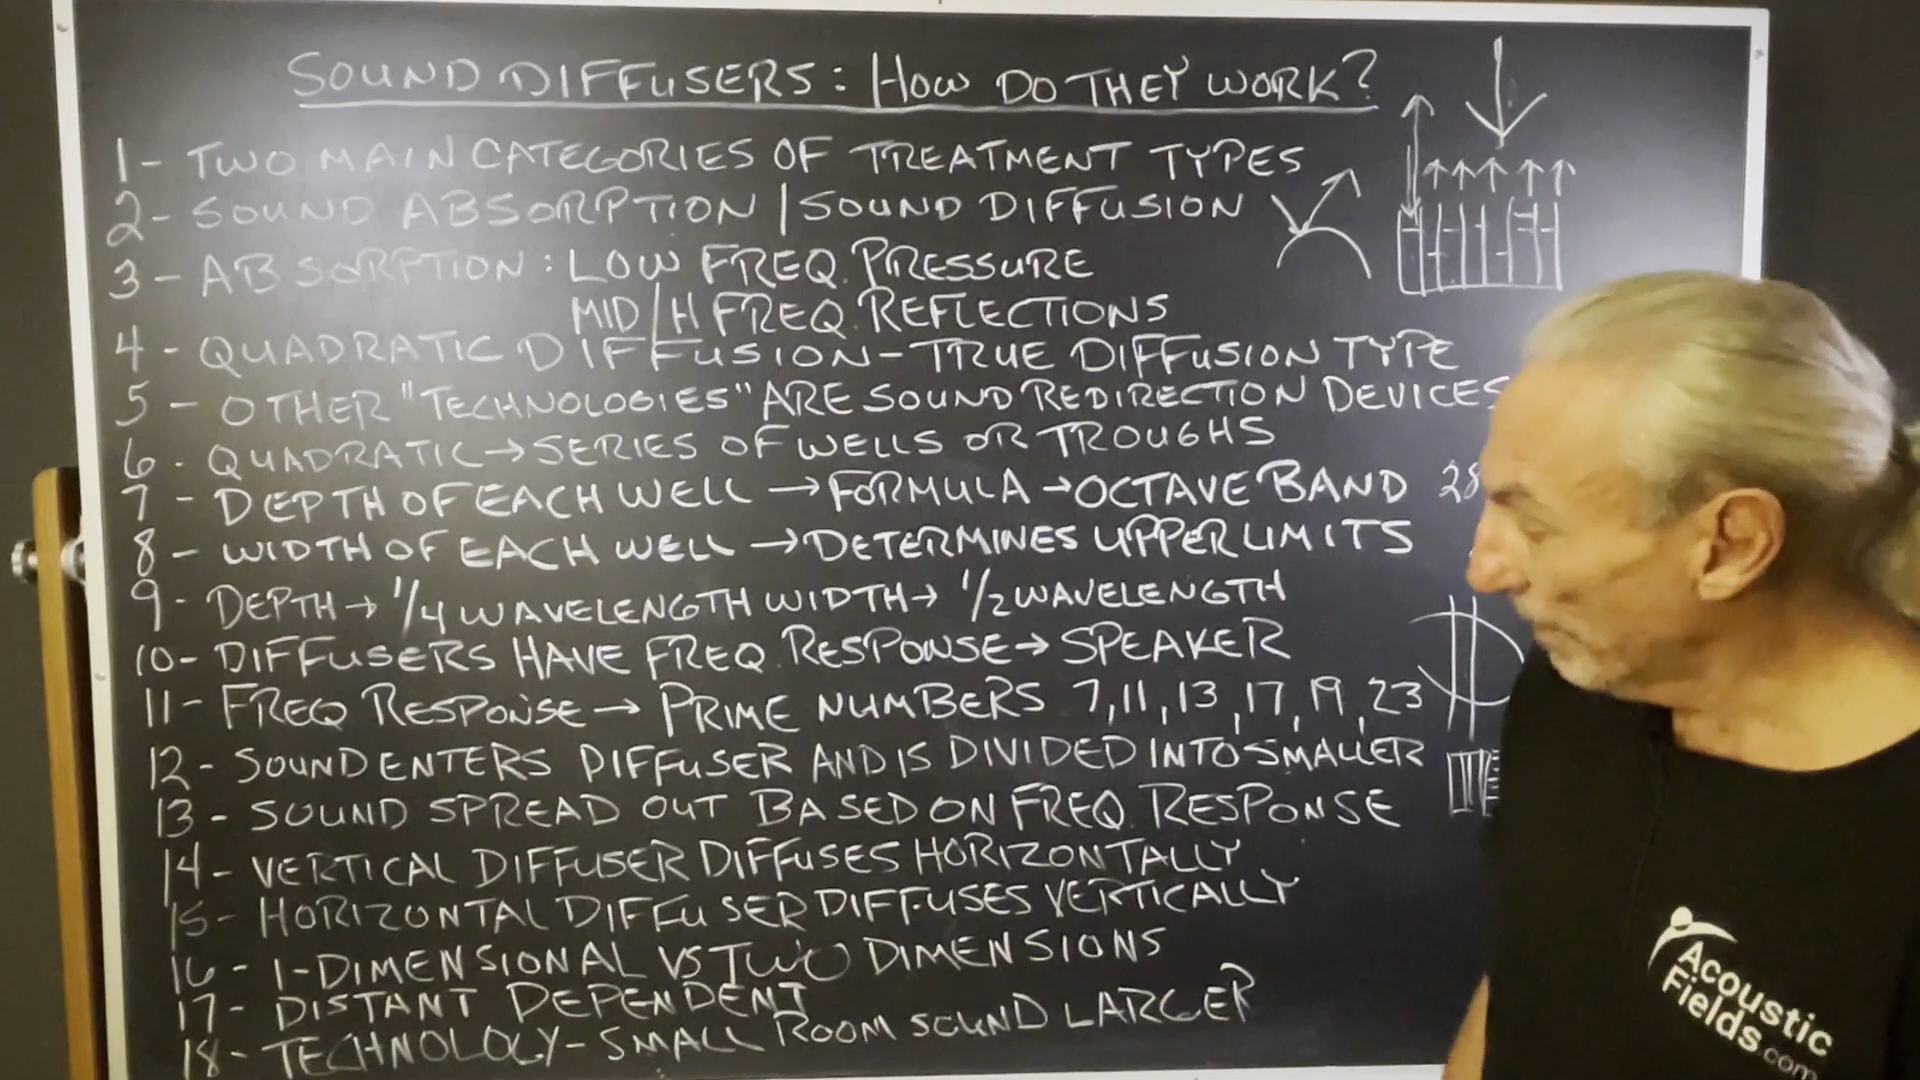 SOUND DIFFUSERS: HOW DO THEY WORK?
1- TWO MAIN CATEGORIES OF TREATMENT TYPES
2- SOUND ABSORPTION / SOUND DIFFUSION
3- ABSORPTION: LOW FREQ. PRESSURE
MID/H FREQ. REFLECTIONS
4- QUADRATIC DIFFUSION- TRUE DIFFUSION TYPE
5- OTHER "TECHNOLOGIES" ARE SOUND REDIRECTION DEVICES
6- QUADRATIC→ SERIES OF WELLS OR TROUGHS
7- DEPTH OF EACH WELL → FORMULA → OCTAVE BAND 28
8- WIDTH OF EACH WELL → DETERMINES UPPER LIMITS
9- DEPTH→ 1/4 WAVELENGTH WIDTH→ 1/2 WAVELENGTH
10- DIFFUSERS HAVE FREQ. RESPONSE→ SPEAKER
11- FREQ RESPONSE→ PRIME NUMBERS 7, 11, 13, 17, 19, 23
12- SOUND ENTERS DIFFUSER AND IS DIVIDED INTO SMALLER
13- SOUND SPREAD OUT BASED ON FREQ. RESPONSE
14- VERTICAL DIFFUSER DIFFUSES HORIZONTALLY
15- HORIZONTAL DIFFUSER DIFFUSES VERTICALLY
16- 1-DIMENSIONAL VS TWO DIMENSIONS
17- DISTANT DEPENDENT
18- TECHNOLOGY- SMALL ROOM SOUND LARGER
Acoustic
Fields.com